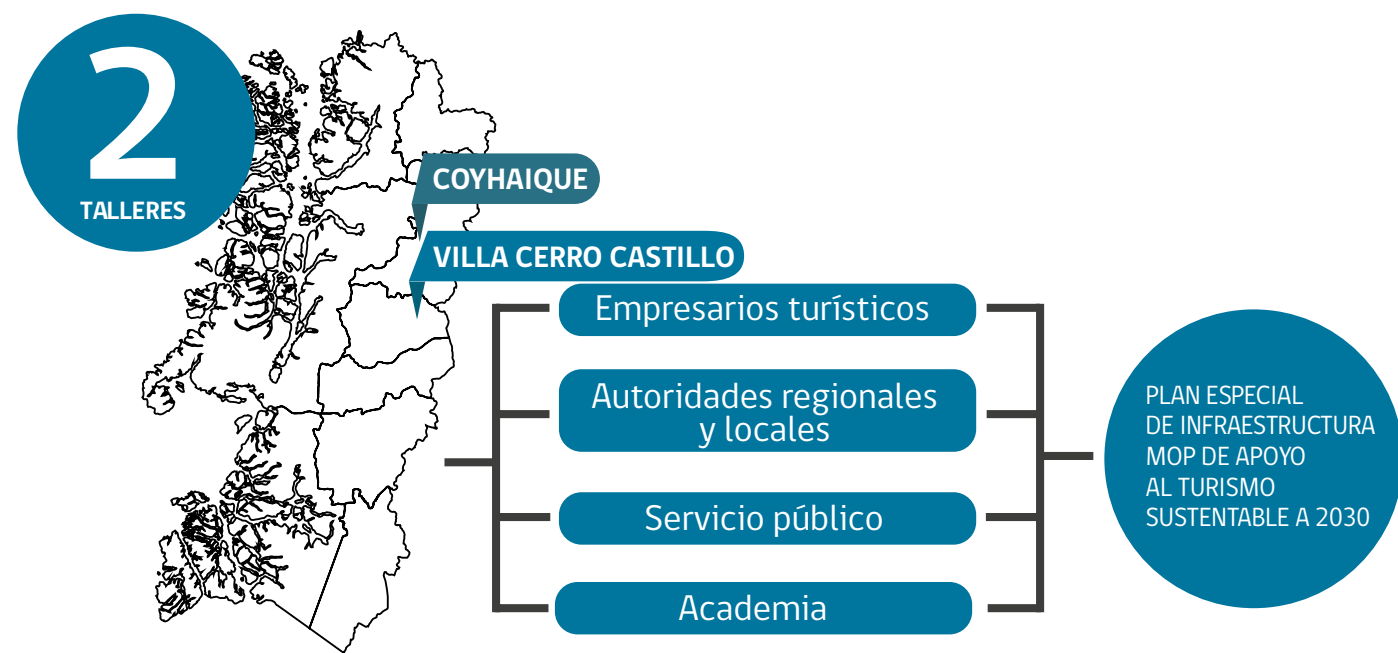 2
TALLERES
COYHAIQUE
VILLA CERRO CASTILLO
Empresarios turísticos
Autoridades regionales
y locales
Servicio público
Academia
PLAN ESPECIAL
DE INFRAESTRUCTURA
MOP DE APOYO
AL TURISMO
SUSTENTABLE A 2030